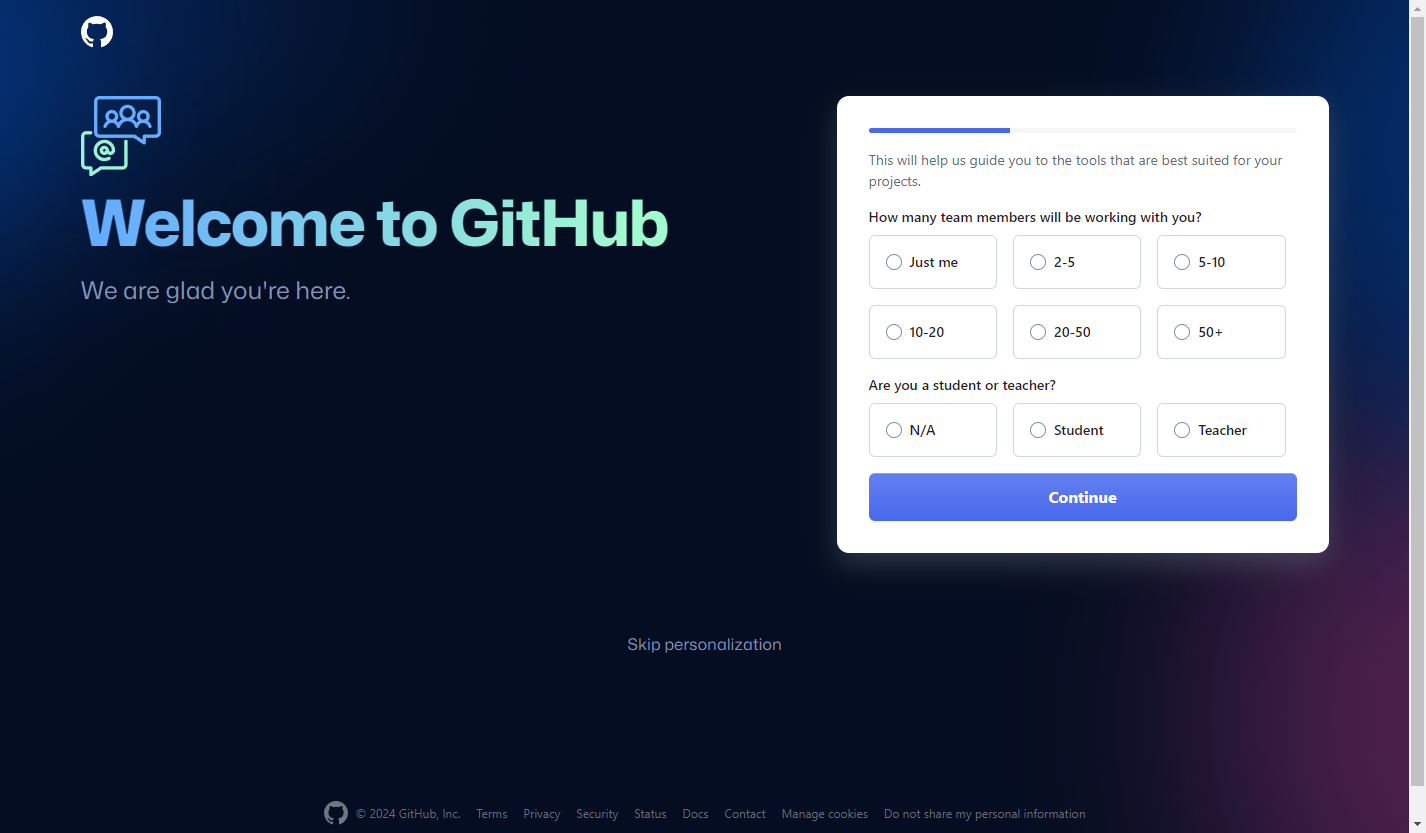 Welcome to GitHub
We are glad you're here.
This will help us guide you to the tools that are best suited for your
projects.
How many team members will be working with you?
Just me
2-5
5-10
10-20
20-50
50+
Are you a student or teacher?
N/A
Student
Teacher
Continue
Skip personalization
© 2024 GitHub, Inc. Terms Privacy Security Status Docs Contact Manage cookies Do not share my personal information